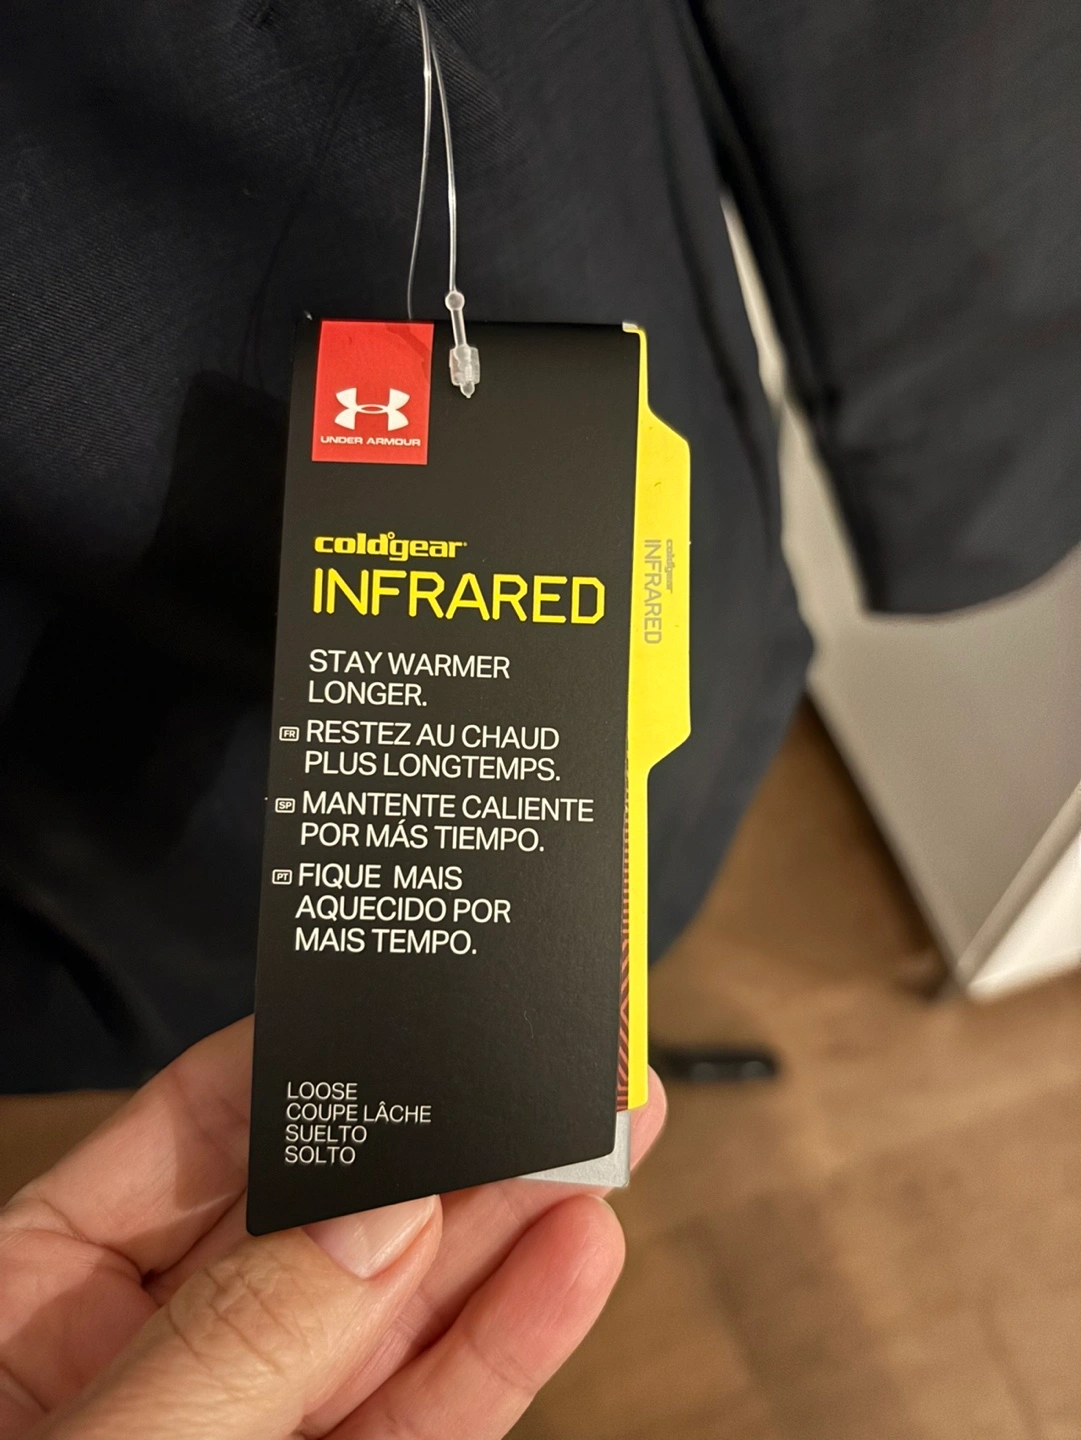 UNDER ARMOUR
coldgear
INFRARED
STAY WARMER
LONGER.
FR RESTEZ AU CHAUD
PLUS LONGTEMPS.
SP MANTENTE CALIENTE
POR MÁS TIEMPO.
PT FIQUE MAIS
AQUECIDO POR
MAIS TEMPO.
LOOSE
COUPE LÂCHE
SUELTO
SOLTO
coldgear
INFRARED